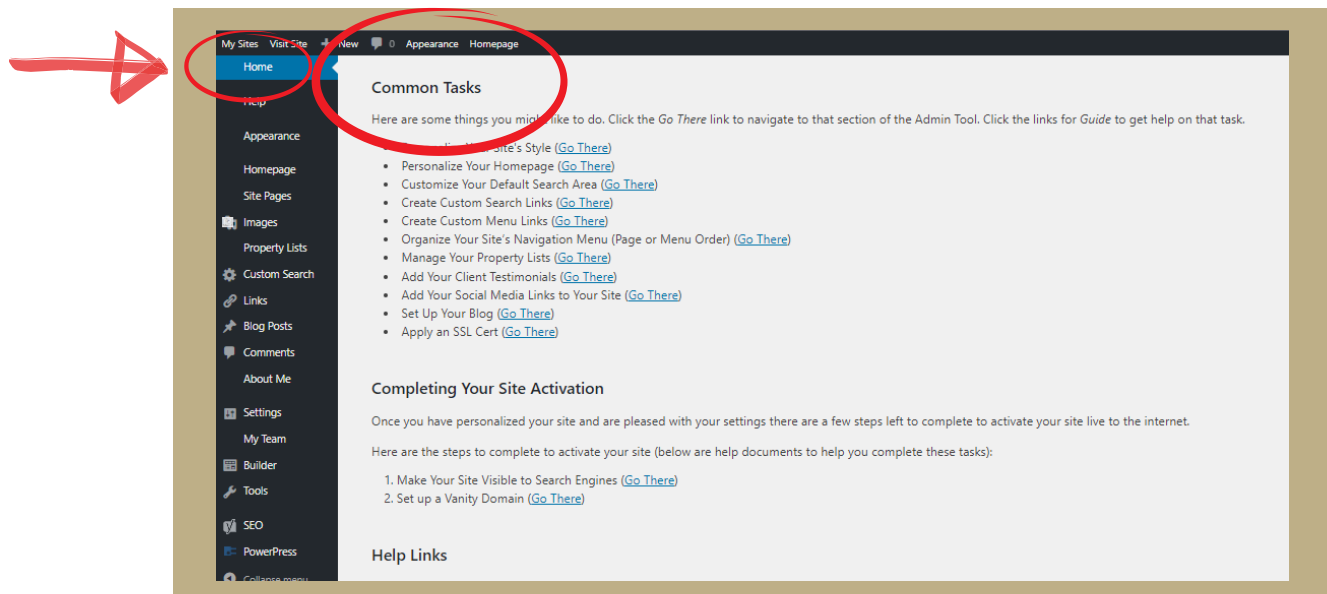 My Sites Visit Site New 0 Appearance Homepage
Home
Help
Appearance
Homepage
Site Pages
Images
Property Lists
Custom Search
Links
Blog Posts
Comments
About Me
Settings
My Team
Builder
Tools
SEO
PowerPress
Collapse menu
Common Tasks
Here are some things you might like to do. Click the Go There link to navigate to that section of the Admin Tool. Click the links for Guide to get help on that task.
• Personalize Your Site's Style (Go There)
• Personalize Your Homepage (Go There)
• Customize Your Default Search Area (Go There)
• Create Custom Search Links (Go There)
• Create Custom Menu Links (Go There)
• Organize Your Site's Navigation Menu (Page or Menu Order) (Go There)
• Manage Your Property Lists (Go There)
• Add Your Client Testimonials (Go There)
• Add Your Social Media Links to Your Site (Go There)
• Set Up Your Blog (Go There)
• Apply an SSL Cert (Go There)
Completing Your Site Activation
Once you have personalized your site and are pleased with your settings there are a few steps left to complete to activate your site live to the internet.
Here are the steps to complete to activate your site (below are help documents to help you complete these tasks):
1. Make Your Site Visible to Search Engines (Go There)
2. Set up a Vanity Domain (Go There)
Help Links